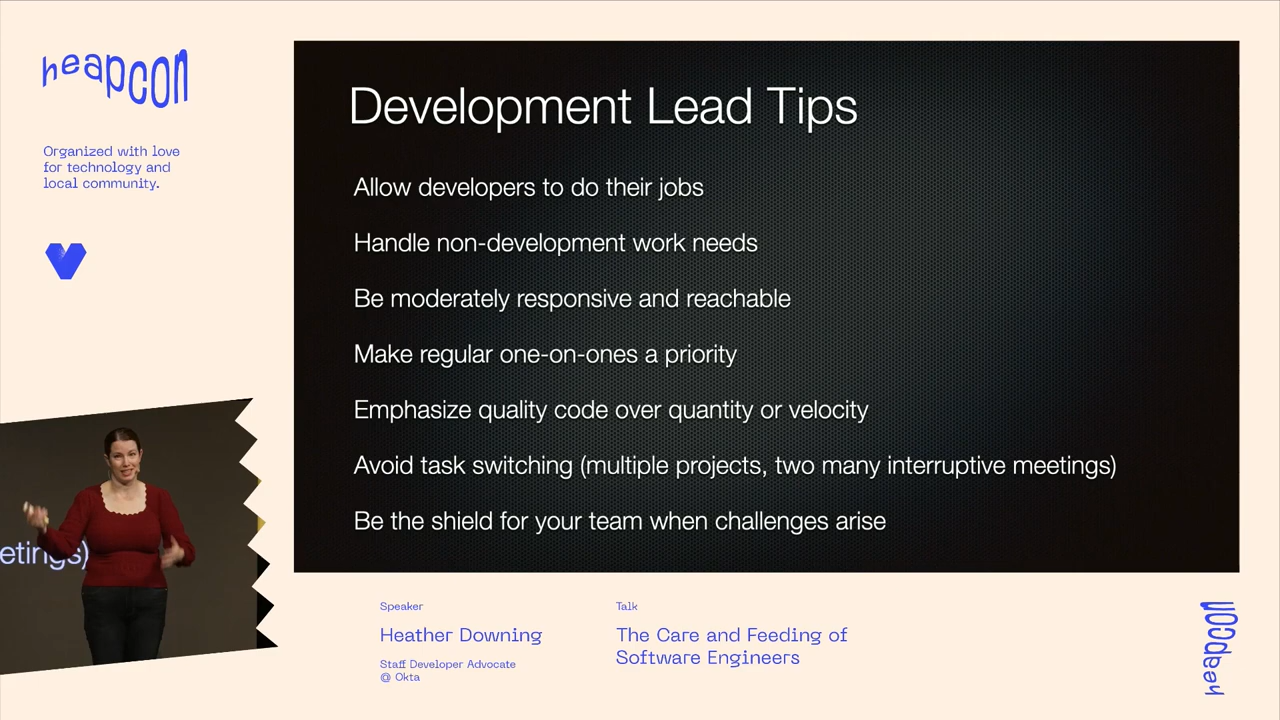 heapcon
Organized with love
for technology and
local community.
Development Lead Tips
Allow developers to do their jobs
Handle non-development work needs
Be moderately responsive and reachable
Make regular one-on-ones a priority
Emphasize quality code over quantity or velocity
Avoid task switching (multiple projects, two many interruptive meetings)
Be the shield for your team when challenges arise
etings)
Speaker
Heather Downing
Staff Developer Advocate
@ Okta
Talk
The Care and Feeding of
Software Engineers
heapcon